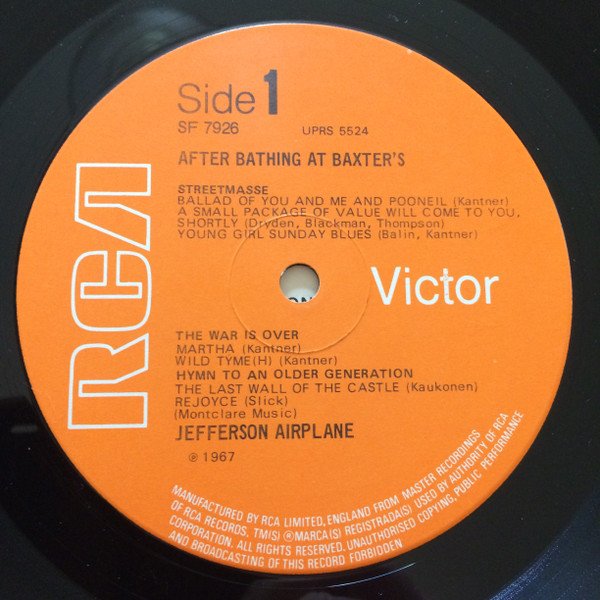 Side 1
SF 7926 UPRS 5524
AFTER BATHING AT BAXTER'S
STREETMASSE
BALLAD OF YOU AND ME AND POONEIL (Kantner)
A SMALL PACKAGE OF VALUE WILL COME TO YOU,
SHORTLY (Dryden, Blackman, Thompson)
YOUNG GIRL SUNDAY BLUES (Balin, Kantner)
RCA
Victor
ON
THE WAR IS OVER
MARTHA (Kantner)
WILD TYME(H) (Kantner)
HYMN TO AN OLDER GENERATION
THE LAST WALL OF THE CASTLE (Kaukonen)
REJOYCE (Slick)
(Montclare Music)
JEFFERSON AIRPLANE
℗ 1967
MANUFACTURED BY RCA LIMITED, ENGLAND FROM MASTER RECORDINGS
OF RCA RECORDS. TM(S) ® MARCA(S) REGISTRADA(S) USED BY AUTHORITY OF RCA
CORPORATION. ALL RIGHTS RESERVED. UNAUTHORISED COPYING, PUBLIC PERFORMANCE
AND BROADCASTING OF THIS RECORD FORBIDDEN